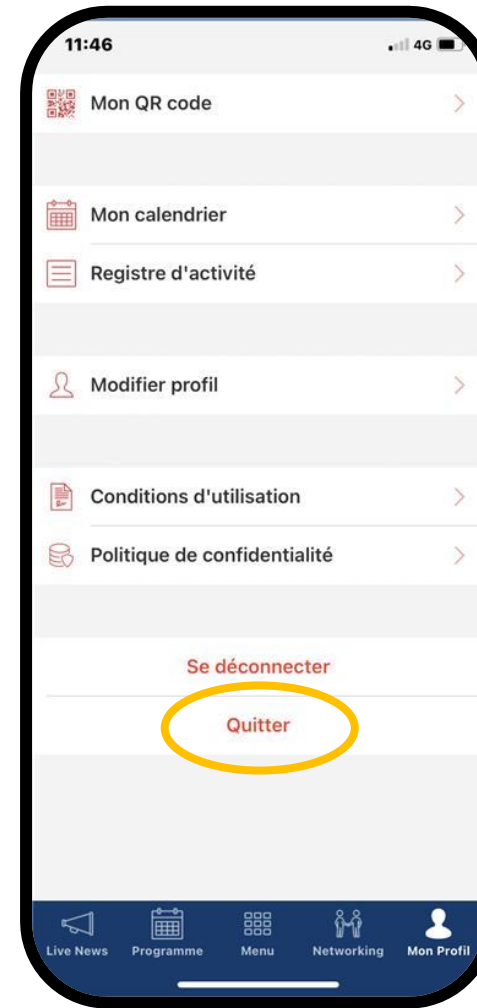 11:46 4G
Mon QR code
Mon calendrier
Registre d'activité
Modifier profil
Conditions d'utilisation
Politique de confidentialité
Se déconnecter
Quitter
Live News Programme Menu Networking Mon Profil